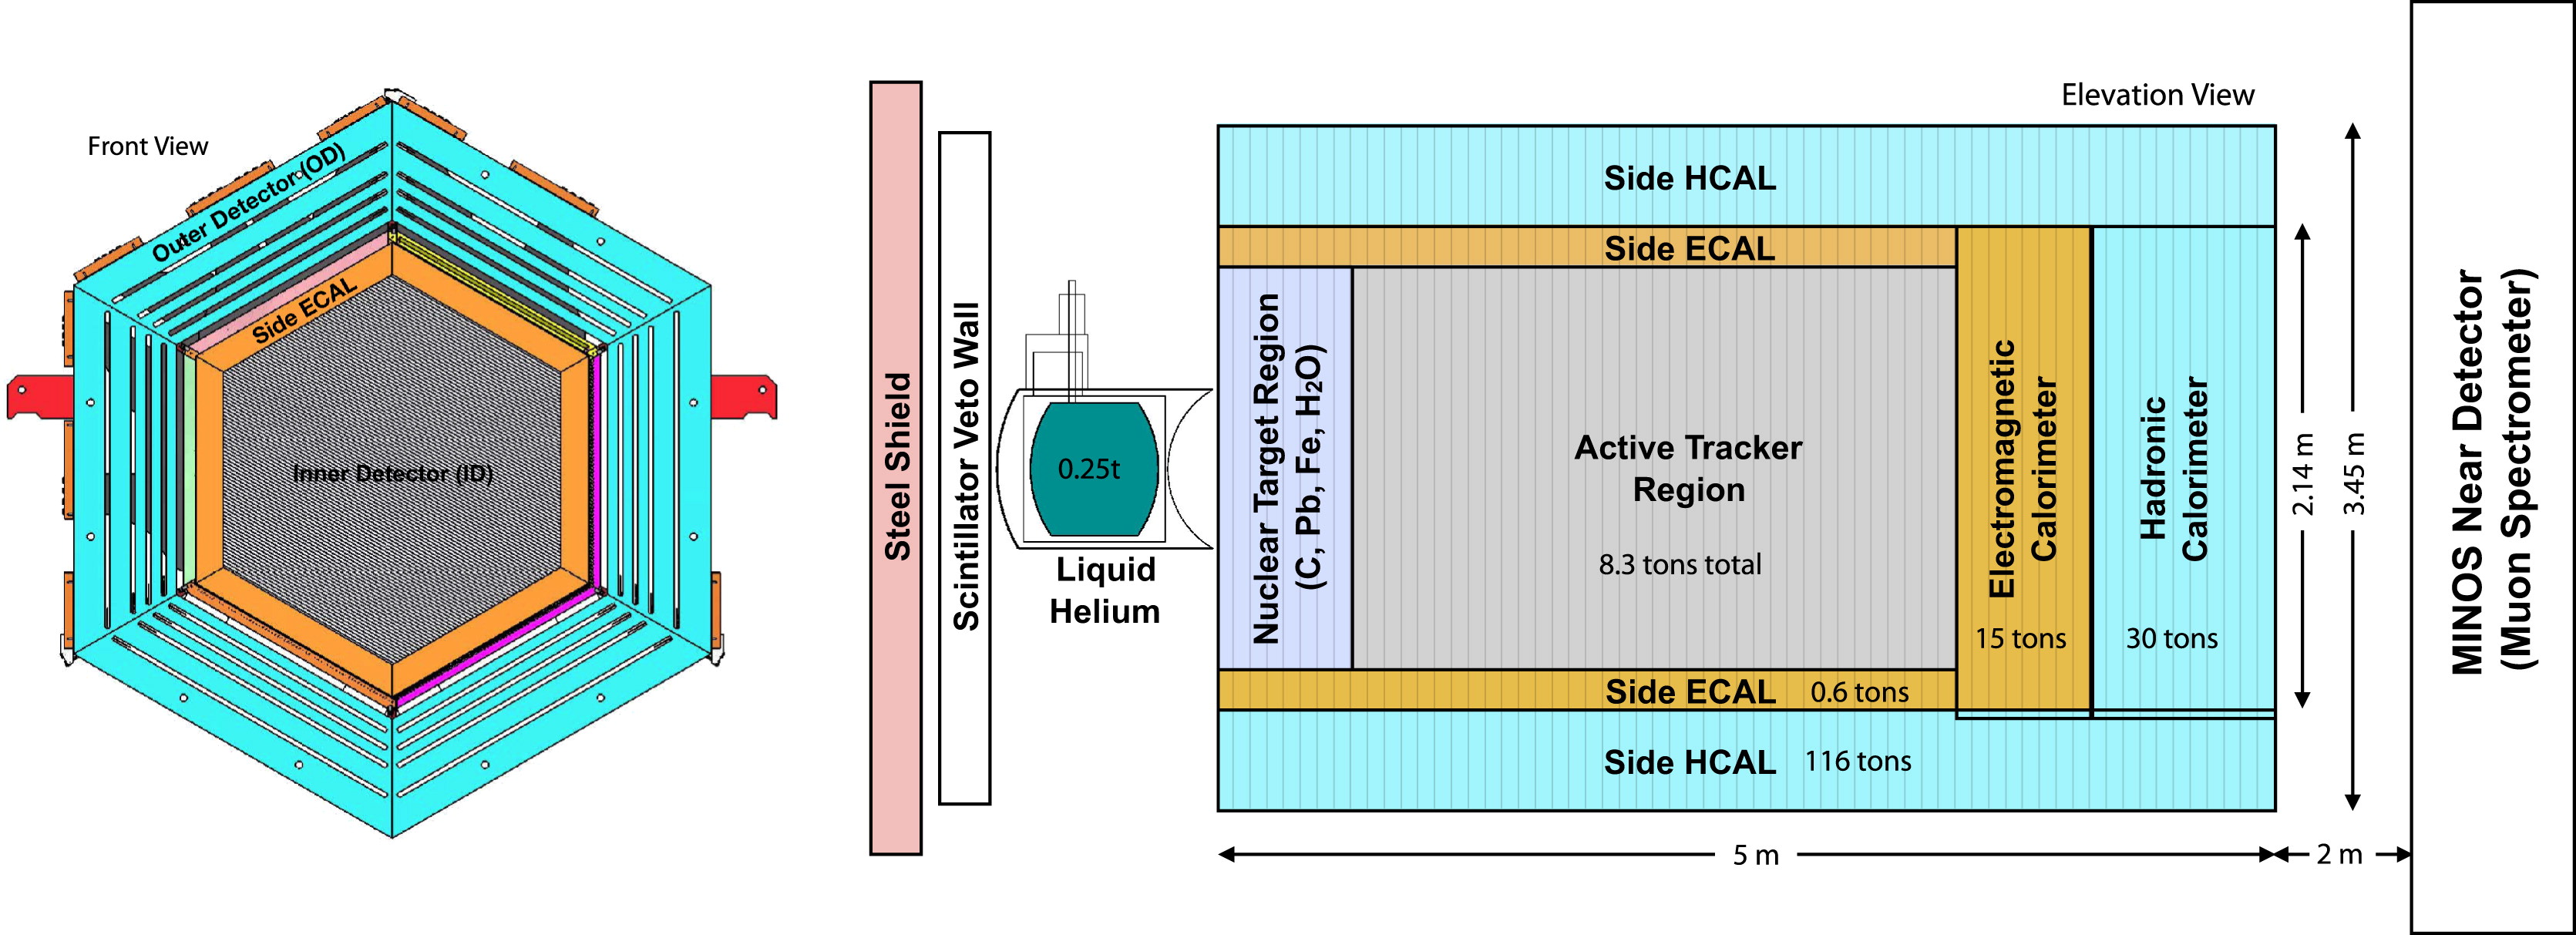 Front View
Outer Detector (OD)
Side ECAL
Inner Detector (ID)
Elevation View
Steel Shield
Scintillator Veto Wall
0.25t
Liquid
Helium
Side HCAL
Side ECAL
Nuclear Target Region
(C, Pb, Fe, H₂O)
Active Tracker
Region
8.3 tons total
Electromagnetic
Calorimeter
15 tons
Hadronic
Calorimeter
30 tons
Side ECAL 0.6 tons
Side HCAL 116 tons
2.14 m
3.45 m
5 m
2 m
MINOS Near Detector
(Muon Spectrometer)